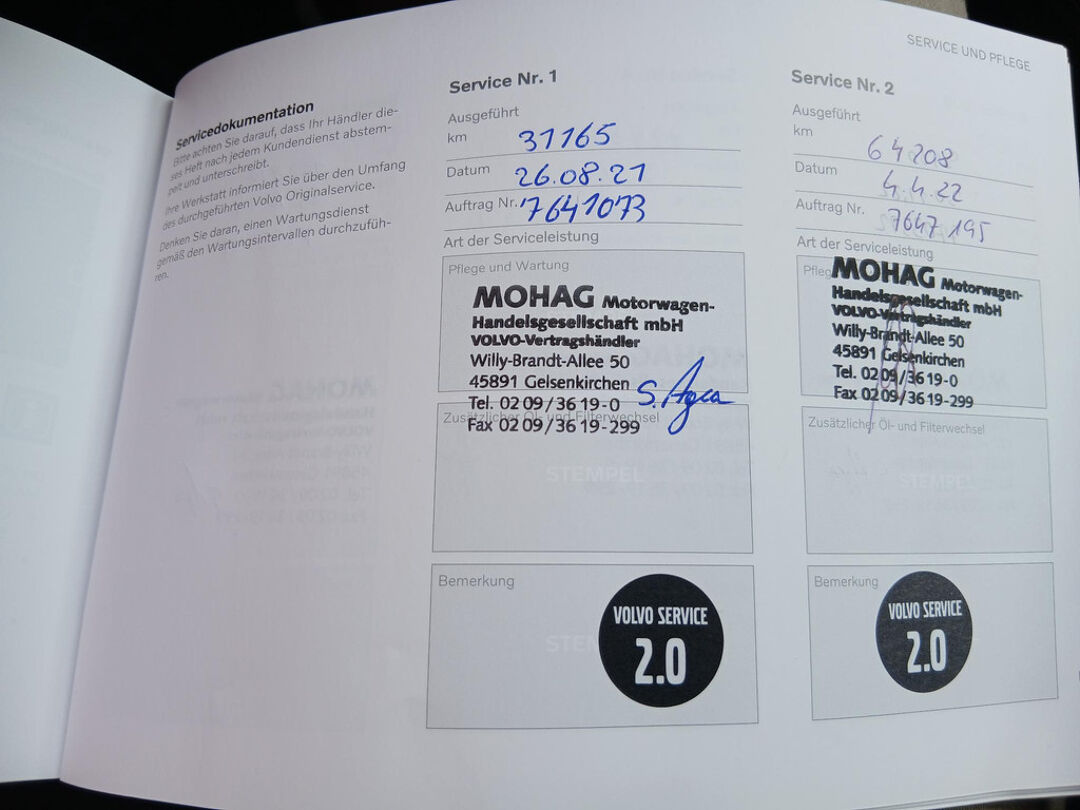 SERVICE UND PFLEGE
Servicedokumentation
Bitte achten Sie darauf, dass Ihr Händler die-
ses Heft nach jedem Kundendienst abstem-
pelt und unterschreibt.
Ihre Werkstatt informiert Sie über den Umfang
des durchgeführten Volvo Originalservice.
Denken Sie daran, einen Wartungsdienst
gemäß den Wartungsintervallen durchzufüh-
ren.
Service Nr. 1
Ausgeführt
km 31165
Datum 26.08.21
Auftrag Nr. 7641073
Art der Serviceleistung
Pflege und Wartung
MOHAG Motorwagen-
Handelsgesellschaft mbH
VOLVO-Vertragshändler
Willy-Brandt-Allee 50
45891 Gelsenkirchen
Tel. 02 09/36 19-0
Fax 02 09/36 19-299
Zusätzlicher Öl- und Filterwechsel
STEMPEL
Bemerkung
VOLVO SERVICE
2.0
Service Nr. 2
Ausgeführt
km 64208
Datum 4.4.22
Auftrag Nr. 7647195
Art der Serviceleistung
MOHAG Motorwagen-
Handelsgesellschaft mbH
VOLVO-Vertragshändler
Willy-Brandt-Allee 50
45891 Gelsenkirchen
Tel. 02 09/36 19-0
Fax 02 09/36 19-299
Zusätzlicher Öl- und Filterwechsel
STEMPEL
Bemerkung
VOLVO SERVICE
2.0